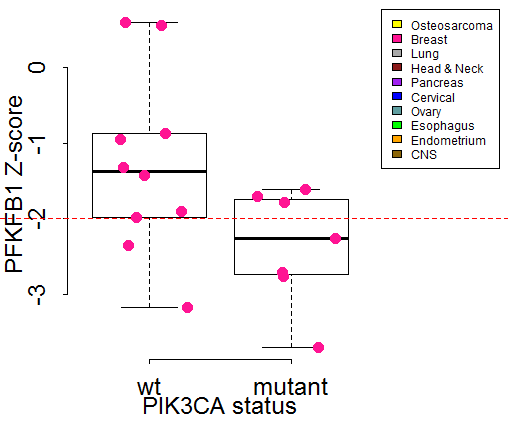 Osteosarcoma
Breast
Lung
Head & Neck
Pancreas
Cervical
Ovary
Esophagus
Endometrium
CNS
PFKFB1 Z-score
0
-1
-2
-3
wt mutant
PIK3CA status